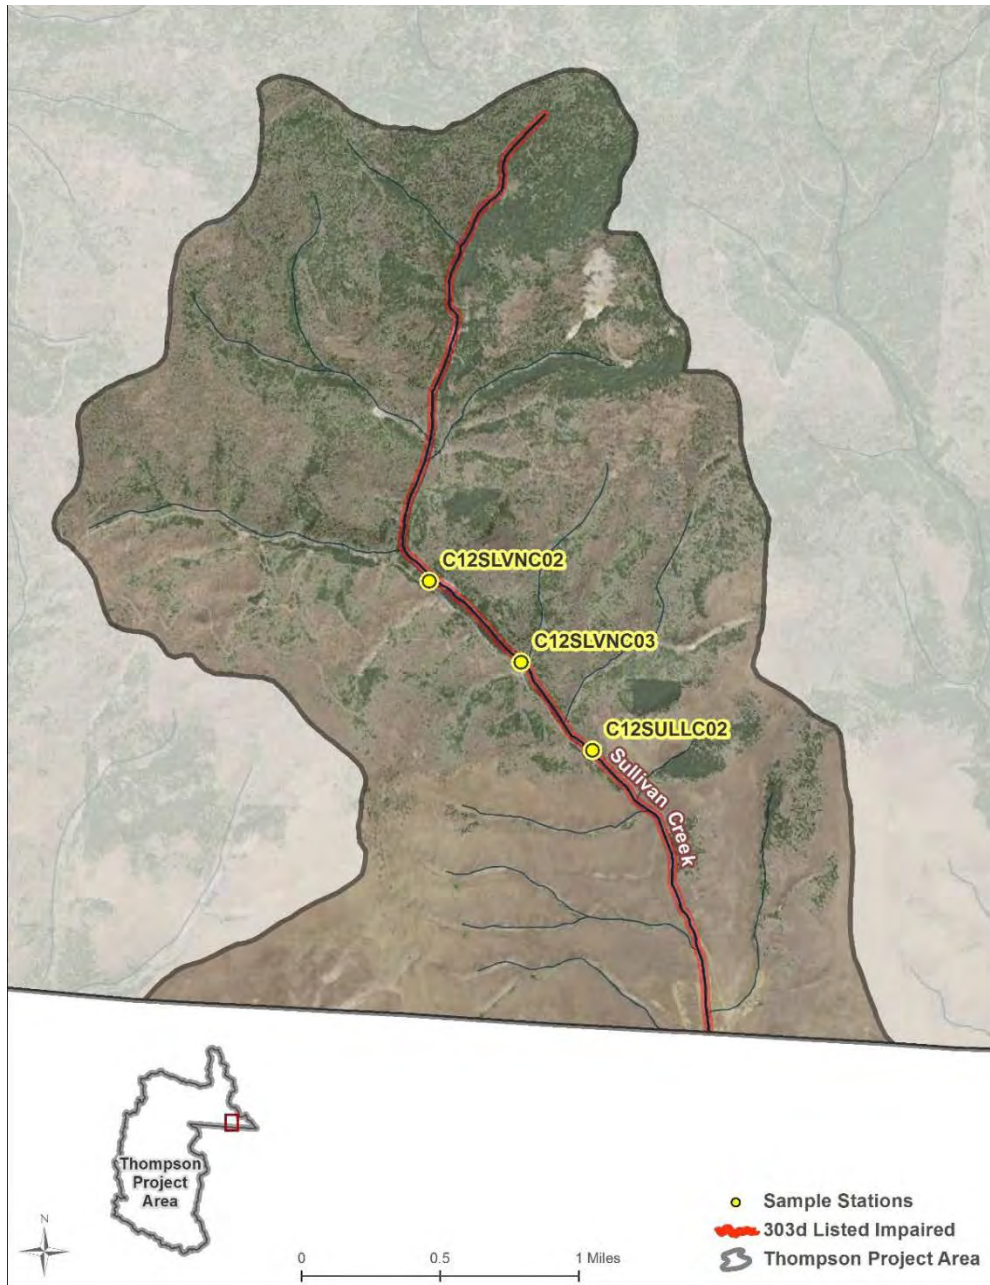 C12SLVNC02
C12SLVNC03
C12SULLC02
Sullivan Creek
Thompson
Project
Area
N
0 0.5 1 Miles
Sample Stations
303d Listed Impaired
Thompson Project Area